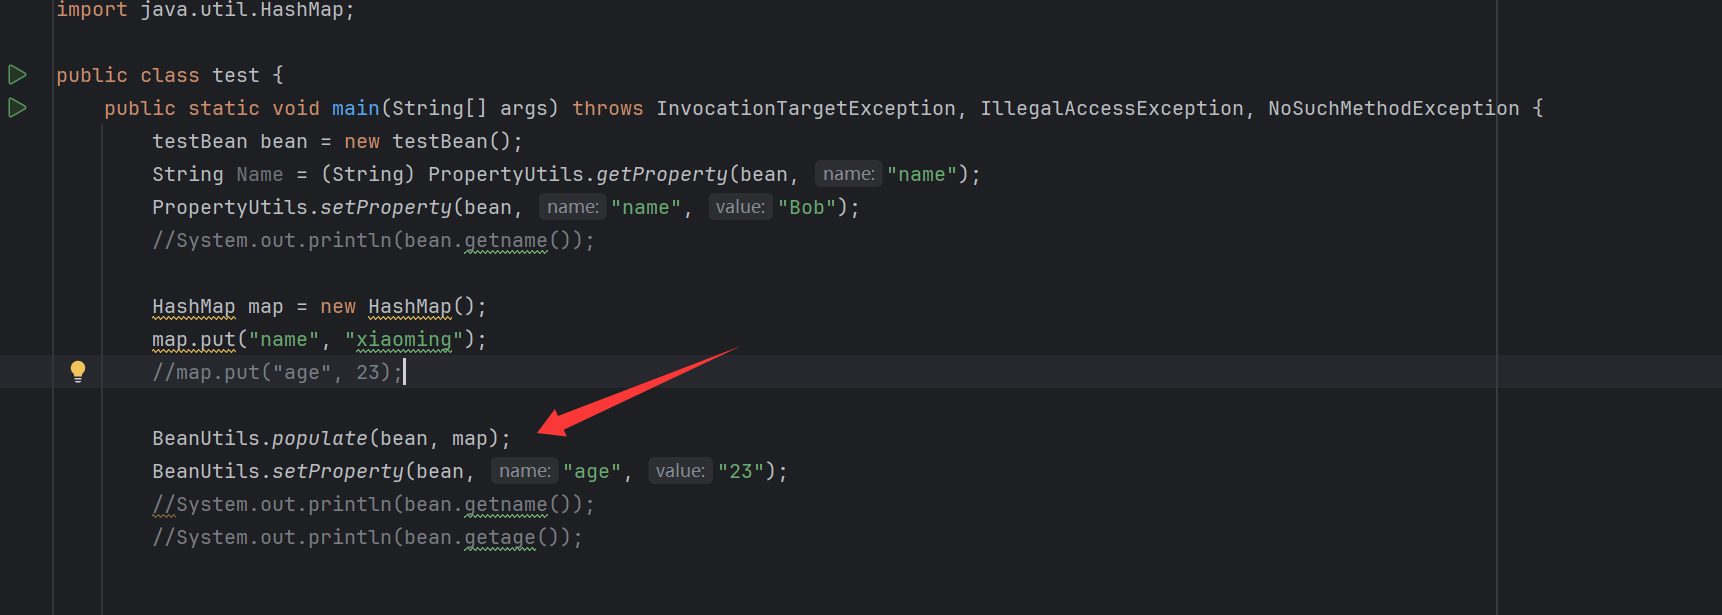 import java.util.HashMap;
public class test {
public static void main(String[] args) throws InvocationTargetException, IllegalAccessException, NoSuchMethodException {
testBean bean = new testBean();
String Name = (String) PropertyUtils.getProperty(bean, name: "name");
PropertyUtils.setProperty(bean, name: "name", value: "Bob");
//System.out.println(bean.getname());
HashMap map = new HashMap();
map.put("name", "xiaoming");
//map.put("age", 23);
BeanUtils.populate(bean, map);
BeanUtils.setProperty(bean, name: "age", value: "23");
//System.out.println(bean.getname());
//System.out.println(bean.getage());